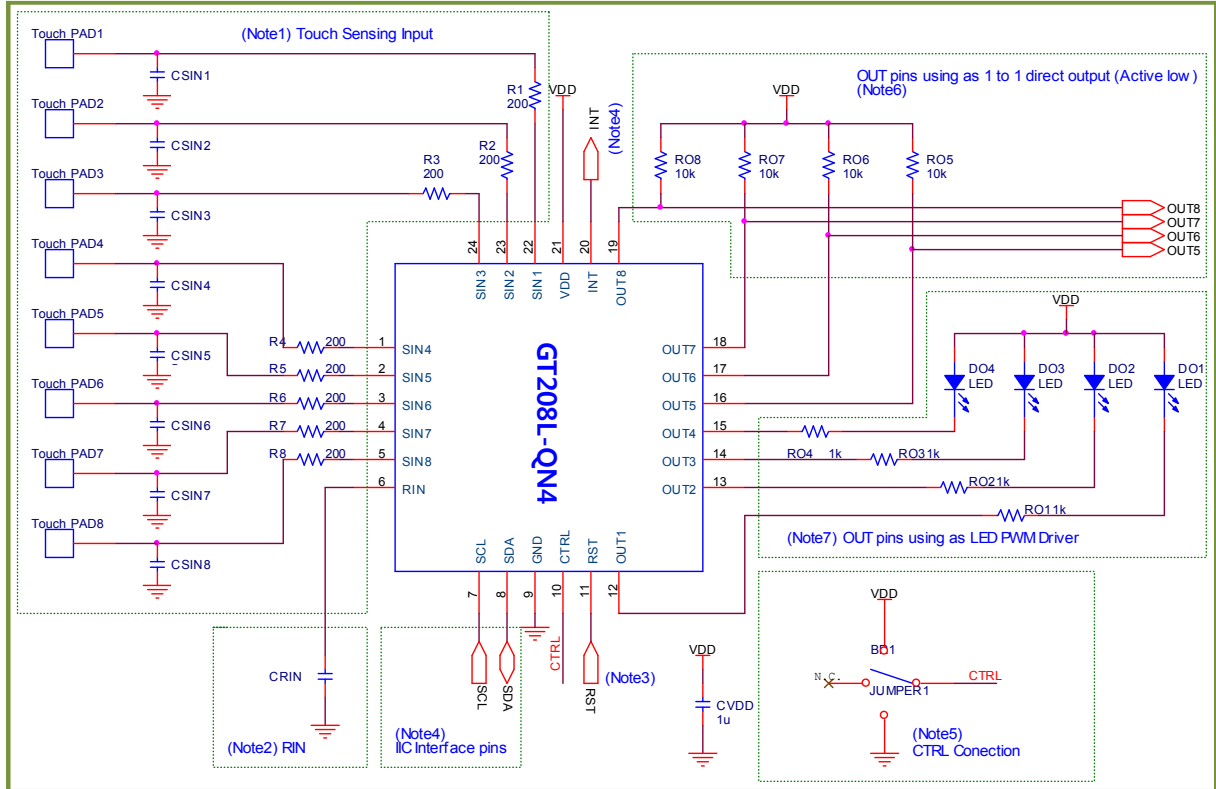 Touch PAD1
(Note1) Touch Sensing Input
CSIN1
R1
200
VDD
INT
(Note4)
OUT pins using as 1 to 1 direct output (Active low)
(Note6)
VDD
Touch PAD2
CSIN2
R2
200
R3
200
RO8
10k
RO7
10k
RO6
10k
RO5
10k
Touch PAD3
CSIN3
OUT8
OUT7
OUT6
OUT5
24
23
22
21
20
19
SIN3
SIN2
SIN1
VDD
INT
OUT8
Touch PAD4
CSIN4
Touch PAD5
CSIN5
R4 200 1 SIN4
R5 200 2 SIN5
R6 200 3 SIN6
R7 200 4 SIN7
R8 200 5 SIN8
6 RIN
GT208L-QN4
OUT7 18
OUT6 17
OUT5 16
OUT4 15
OUT3 14
OUT2 13
VDD
DO4
LED
DO3
LED
DO2
LED
DO1
LED
RO4 1k
RO31k
RO21k
RO11k
(Note7) OUT pins using as LED PWM Driver
Touch PAD6
CSIN6
Touch PAD7
CSIN7
Touch PAD8
CSIN8
SCL
SDA
GND
CTRL
RST
OUT1
7
8
9
10
11
12
CRIN
(Note2) RIN
SCL
SDA
CTRL
RST
(Note3)
(Note4)
IIC Interface pins
VDD
CVDD
1u
VDD
BD1
N.C.
JUMPER1
CTRL
(Note5)
CTRL Conection